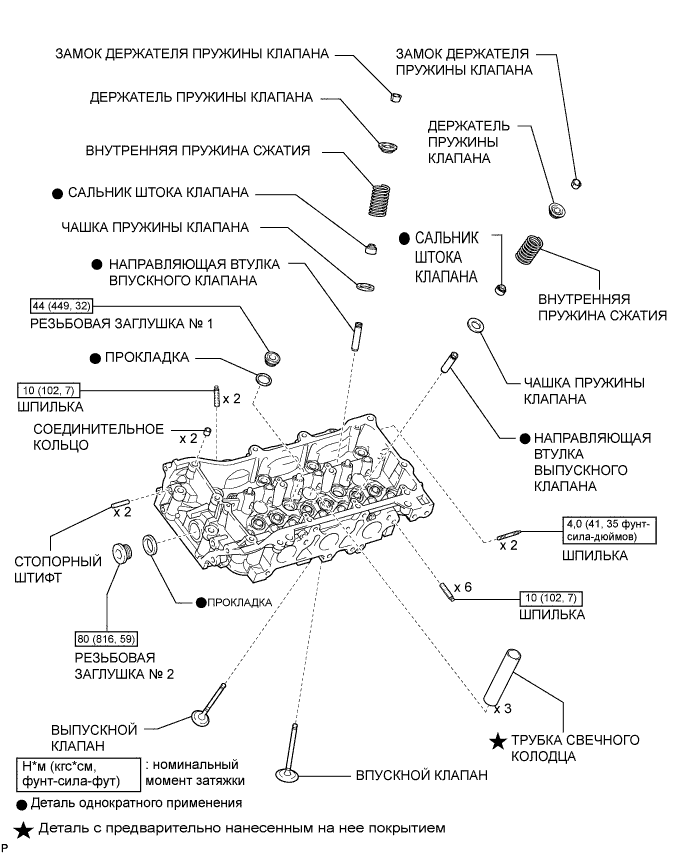 ЗАМОК ДЕРЖАТЕЛЯ ПРУЖИНЫ КЛАПАНА
ЗАМОК ДЕРЖАТЕЛЯ
ПРУЖИНЫ КЛАПАНА
ДЕРЖАТЕЛЬ ПРУЖИНЫ КЛАПАНА
ДЕРЖАТЕЛЬ
ПРУЖИНЫ
КЛАПАНА
ВНУТРЕННЯЯ ПРУЖИНА СЖАТИЯ
● САЛЬНИК ШТОКА КЛАПАНА
ЧАШКА ПРУЖИНЫ КЛАПАНА
● САЛЬНИК
ШТОКА
КЛАПАНА
● НАПРАВЛЯЮЩАЯ ВТУЛКА
ВПУСКНОГО КЛАПАНА
ВНУТРЕННЯЯ
ПРУЖИНА СЖАТИЯ
44 (449, 32)
РЕЗЬБОВАЯ ЗАГЛУШКА № 1
● ПРОКЛАДКА
ЧАШКА ПРУЖИНЫ
КЛАПАНА
10 (102, 7)
ШПИЛЬКА
x 2
СОЕДИНИТЕЛЬНОЕ
КОЛЬЦО
x 2
● НАПРАВЛЯЮЩАЯ
ВТУЛКА
ВЫПУСКНОГО
КЛАПАНА
x 2
СТОПОРНЫЙ
ШТИФТ
4,0 (41, 35 фунт-
сила-дюймов)
ШПИЛЬКА
x 2
● ПРОКЛАДКА
x 6
10 (102, 7)
ШПИЛЬКА
80 (816, 59)
РЕЗЬБОВАЯ
ЗАГЛУШКА № 2
x 3
★ ТРУБКА СВЕЧНОГО
КОЛОДЦА
ВЫПУСКНОЙ
КЛАПАН
ВПУСКНОЙ КЛАПАН
Н*м (кгс*см,
фунт-сила-фут)
: номинальный
момент затяжки
● Деталь однократного применения
★ Деталь с предварительно нанесенным на нее покрытием
P